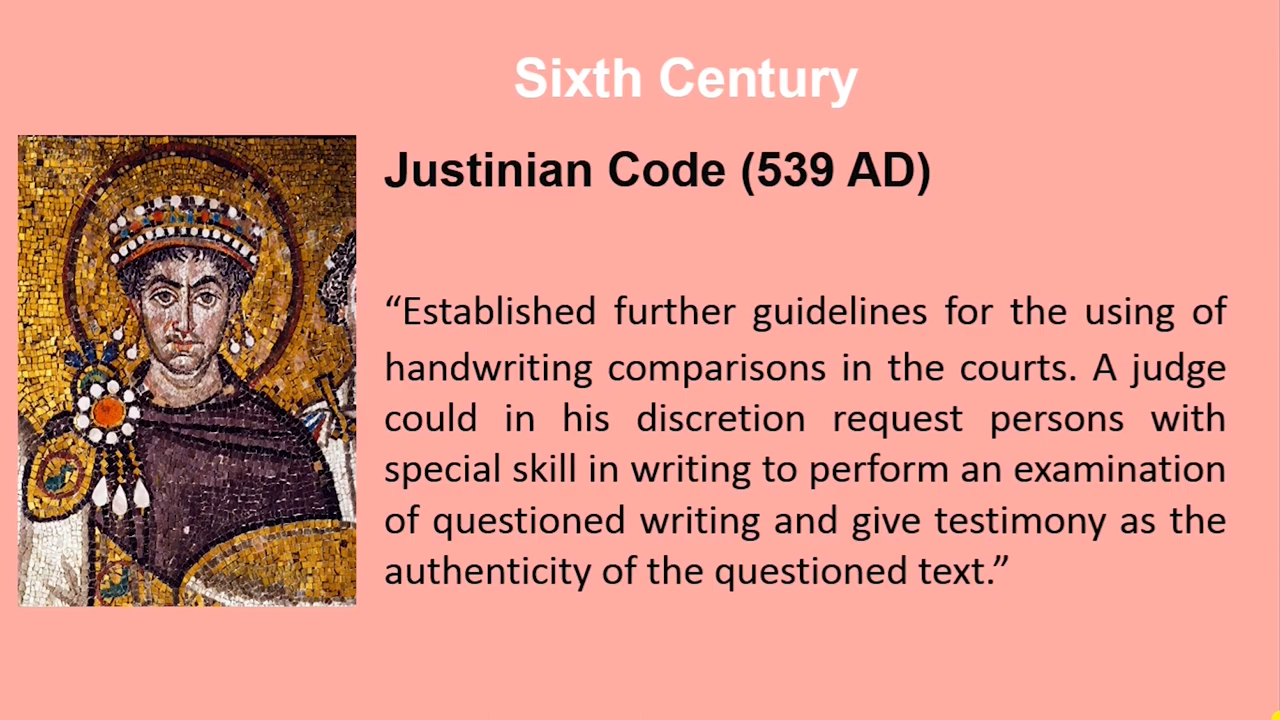 Sixth Century
Justinian Code (539 AD)
“Established further guidelines for the using of
handwriting comparisons in the courts. A judge
could in his discretion request persons with
special skill in writing to perform an examination
of questioned writing and give testimony as the
authenticity of the questioned text.”